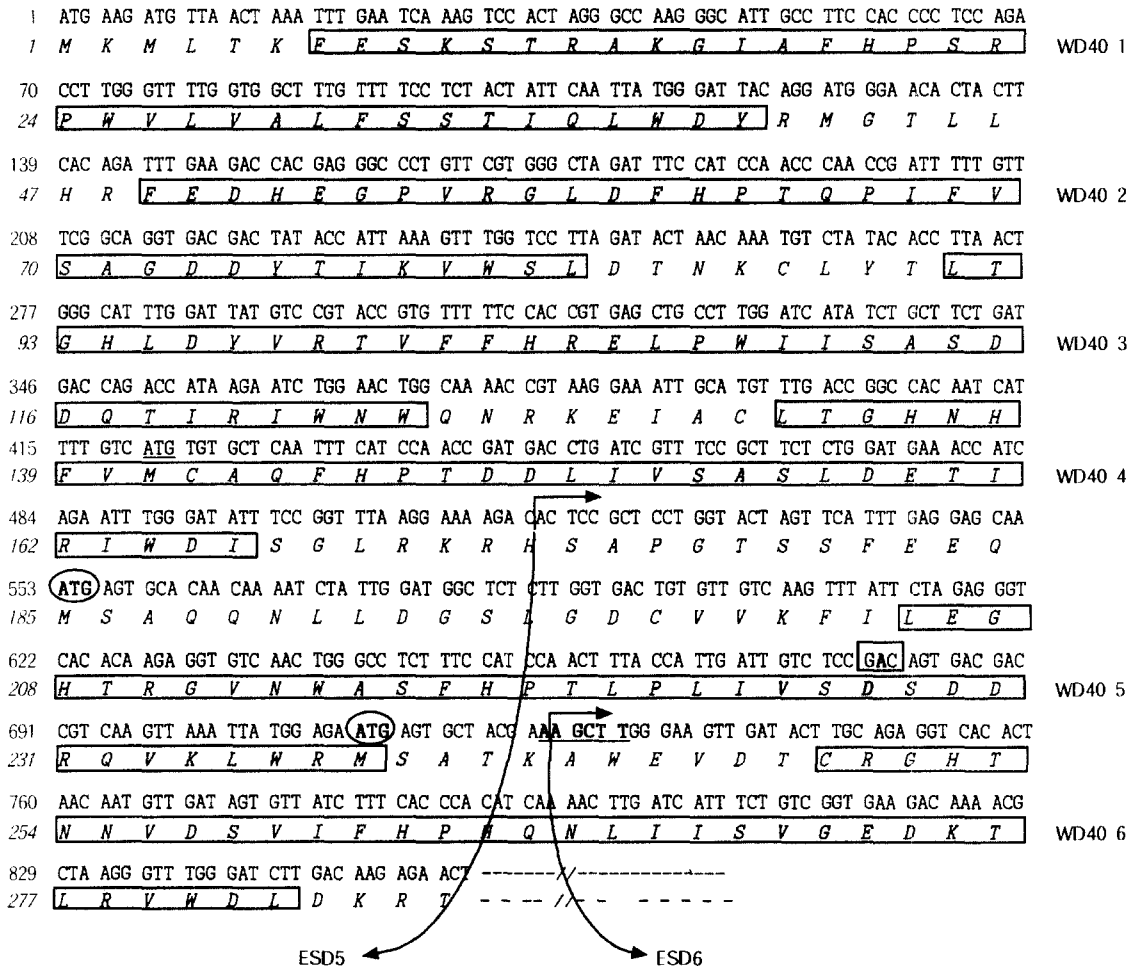 1 ATG AAG ATG TTA ACT AAA TTT GAA TCA AAG TCC ACT AGG GCC AAG GGC ATT GCC TTC CAC CCC TCC AGA
1 M K M L T K F E S K S T R A K G I A F H P S R WD40 1
70 CCT TGG GTT TTG GTG GCT TTG TTT TCC TCT ACT ATT CAA TTA TGG GAT TAC AGG ATG GGA ACA CTA CTT
24 P W V L V A L F S S T I Q L W D Y R M G T L L
139 CAC AGA TTT GAA GAC CAC GAG GGC CCT GTT CGT GGG CTA GAT TTC CAT CCA ACC CAA CCG ATT TTT GTT
47 H R F E D H E G P V R G L D F H P T Q P I F V WD40 2
208 TCG GCA GGT GAC GAC TAT ACC ATT AAA GTT TGG TCC TTA GAT ACT AAC AAA TGT CTA TAC ACC TTA ACT
70 S A G D D Y T I K V W S L D T N K C L Y T L T
277 GGG CAT TTG GAT TAT GTC CGT ACC GTG TTT TTC CAC CGT GAG CTG CCT TGG ATC ATA TCT GCT TCT GAT
93 G H L D Y V R T V F F H R E L P W I I S A S D WD40 3
346 GAC CAG ACC ATA AGA ATC TGG AAC TGG CAA AAC CGT AAG GAA ATT GCA TGT TTG ACC GGC CAC AAT CAT
116 D Q T I R I W N W Q N R K E I A C L T G H N H
415 TTT GTC ATG TGT GCT CAA TTT CAT CCA ACC GAT GAC CTG ATC GTT TCC GCT TCT CTG GAT GAA ACC ATC
139 F V M C A Q F H P T D D L I V S A S L D E T I WD40 4
484 AGA ATT TGG GAT ATT TCC GGT TTA AGG AAA AGA CACTCC GCT CCT GGT ACT AGT TCA TTT GAG GAG CAA
162 R I W D I S G L R K R H S A P G T S S F E E Q
553 ATG AGT GCA CAA CAA AAT CTA TTG GAT GGC TCT CTT GGT GAC TGT GTT GTC AAG TTT ATT CTA GAG GGT
185 M S A Q Q N L L D G S L G D C V V K F I L E G
622 CAC ACA AGA GGT GTC AAC TGG GCC TCT TTC CAT CCA ACT TTA CCA TTG ATT GTC TCC GAC AGT GAC GAC
208 H T R G V N W A S F H P T L P L I V S D S D D WD40 5
691 CGT CAA GTT AAA TTA TGG AGA ATG AGT GCT ACG AAA GCT TGG GAA GTT GAT ACT TGC AGA GGT CAC ACT
231 R Q V K L W R M S A T K A W E V D T C R G H T
760 AAC AAT GTT GAT AGT GTT ATC TTT CAC CCA CAT CAA AAC TTG ATC ATT TCT GTC GGT GAA GAC AAA ACG
254 N N V D S V I F H P H Q N L I I S V G E D K T WD40 6
829 CTA AGG GTT TGG GAT CTT GAC AAG AGA ACT ------//------------
277 L R V W D L D K R T - - - -//- - - - - - -
ESD5 ESD6